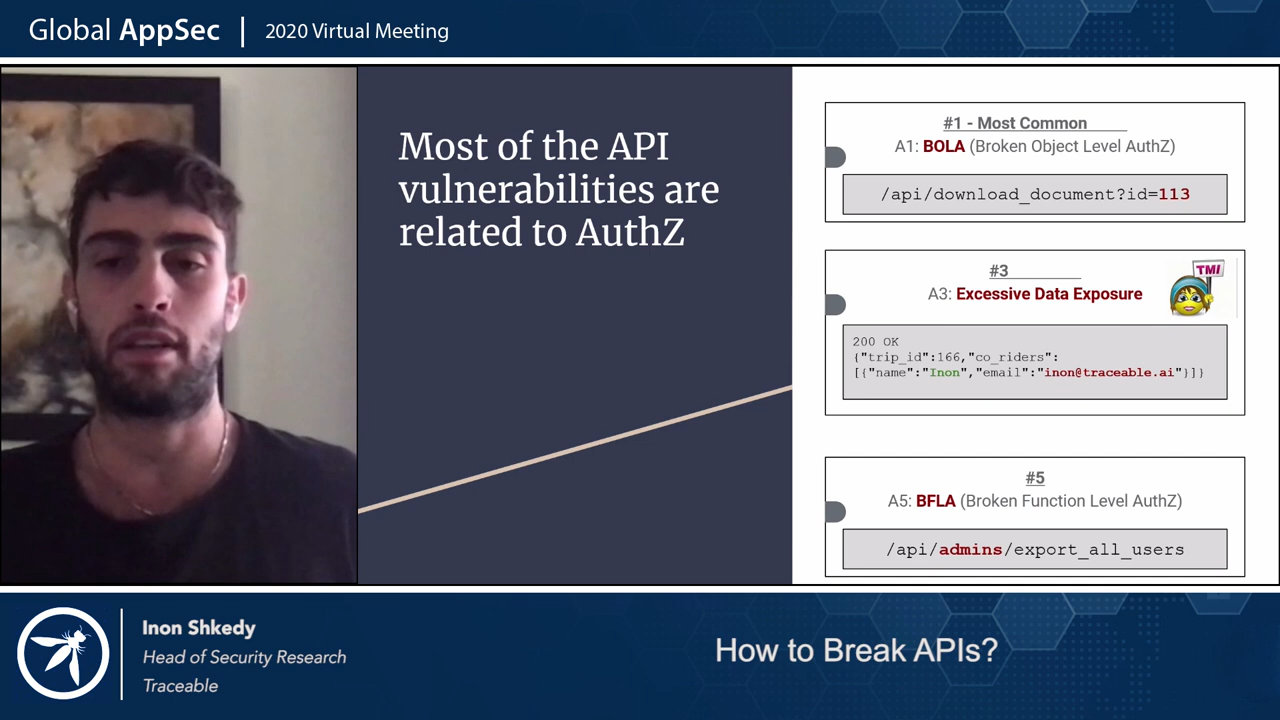 Global AppSec | 2020 Virtual Meeting
Most of the API
vulnerabilities are
related to AuthZ
#1 - Most Common
A1: BOLA (Broken Object Level AuthZ)
/api/download_document?id=113
#3
TMI
A3: Excessive Data Exposure
200 OK
{"trip_id":166,"co_riders":
[{"name":"Inon","email":"inon@traceable.ai"}]}
#5
A5: BFLA (Broken Function Level AuthZ)
/api/admins/export_all_users
Inon Shkedy
Head of Security Research
Traceable
How to Break APIs?